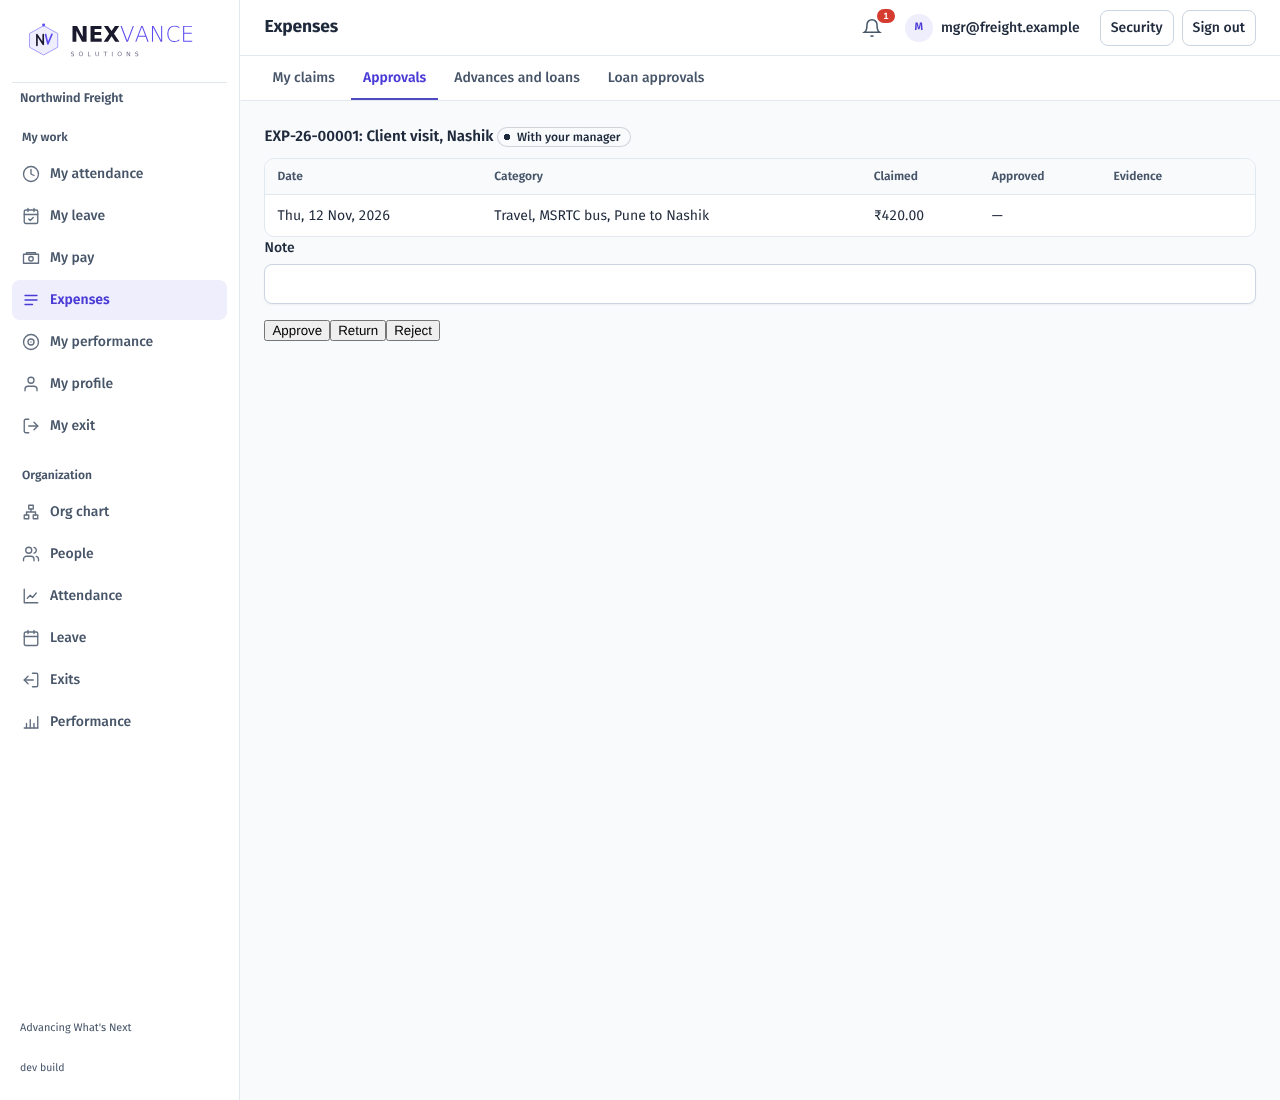 NV NEXVANCE
SOLUTIONS
Northwind Freight
My work
My attendance
My leave
My pay
Expenses
My performance
My profile
My exit
Organization
Org chart
People
Attendance
Leave
Exits
Performance
Advancing What's Next
dev build
Expenses
1
M mgr@freight.example Security Sign out
My claims Approvals Advances and loans Loan approvals
EXP-26-00001: Client visit, Nashik With your manager
Date Category Claimed Approved Evidence
Thu, 12 Nov, 2026 Travel, MSRTC bus, Pune to Nashik ₹420.00 —
Note
Approve Return Reject